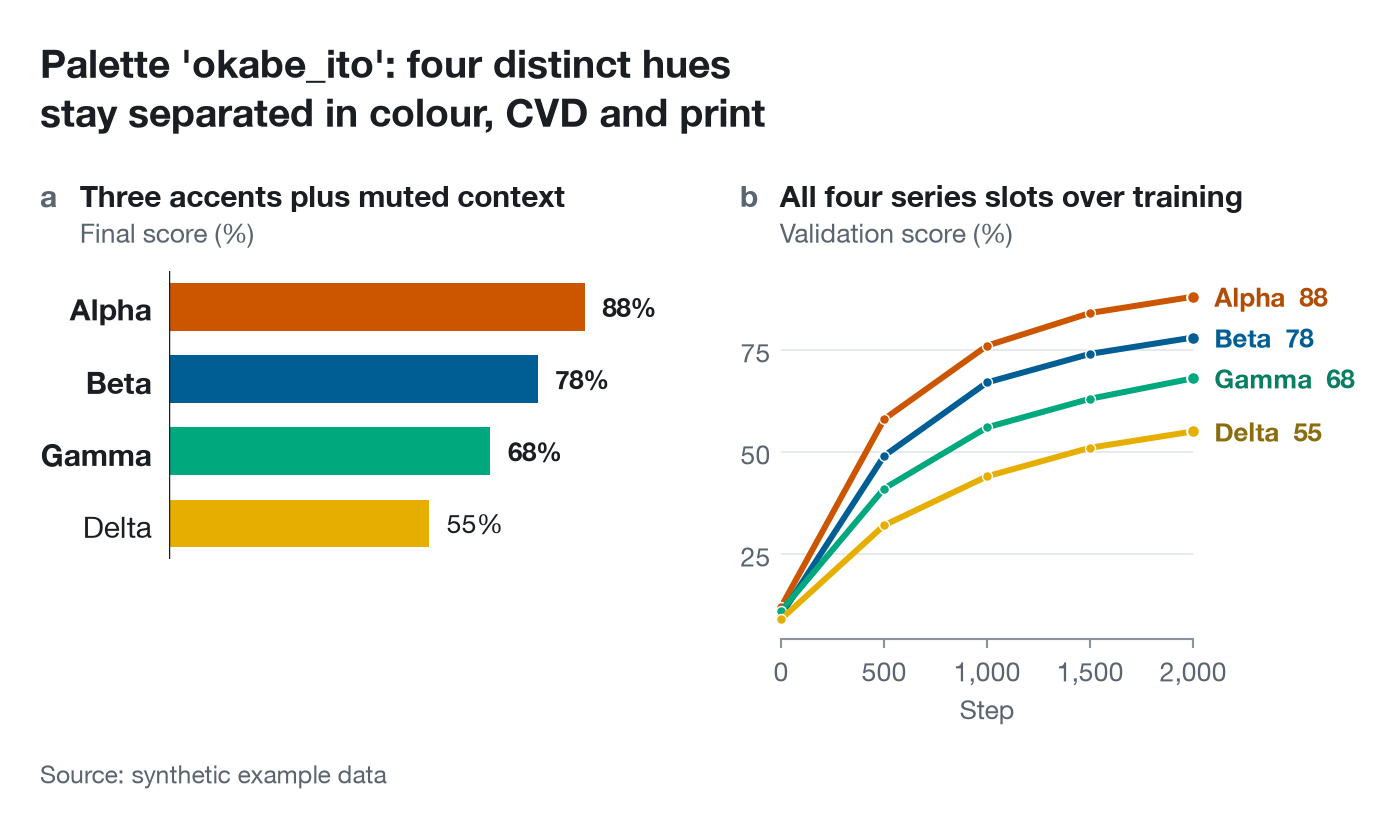 Palette 'okabe_ito': four distinct hues
stay separated in colour, CVD and print
a Three accents plus muted context
Final score (%)
Alpha 88%
Beta 78%
Gamma 68%
Delta 55%
b All four series slots over training
Validation score (%)
Alpha 88
Beta 78
Gamma 68
Delta 55
75
50
25
0 500 1,000 1,500 2,000
Step
Source: synthetic example data